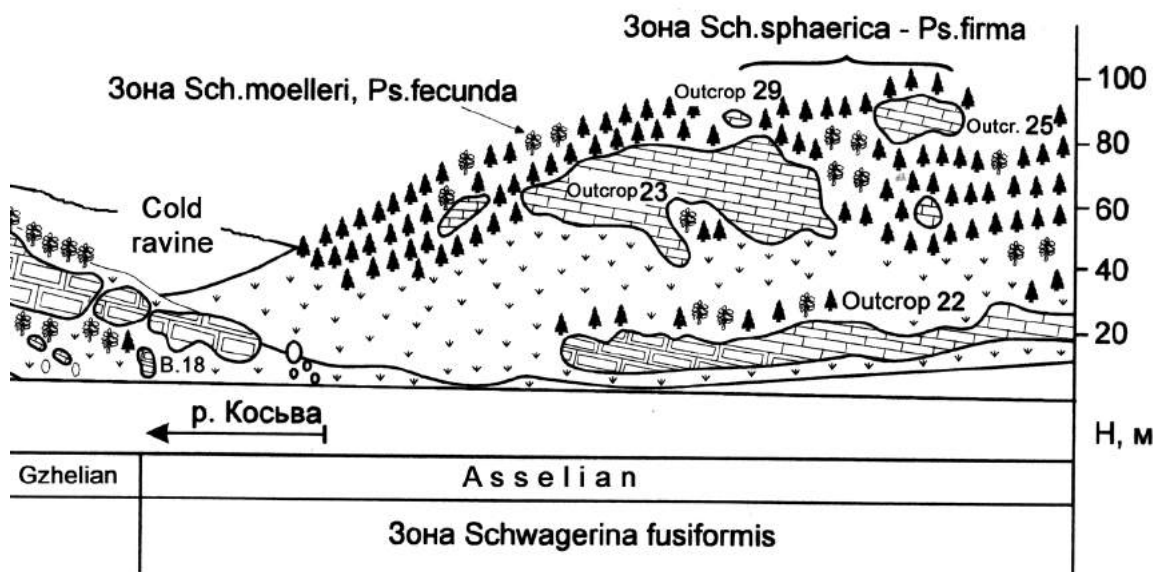 Зона Sch.sphaerica - Ps.firma
Зона Sch.moelleri, Ps.fecunda
Outcrop 29
100
Outcr. 25
80
Cold
ravine
Outcrop 23
60
40
Outcrop 22
20
B.18
р. Косьва
Н, м
Gzhelian
Asselian
Зона Schwagerina fusiformis